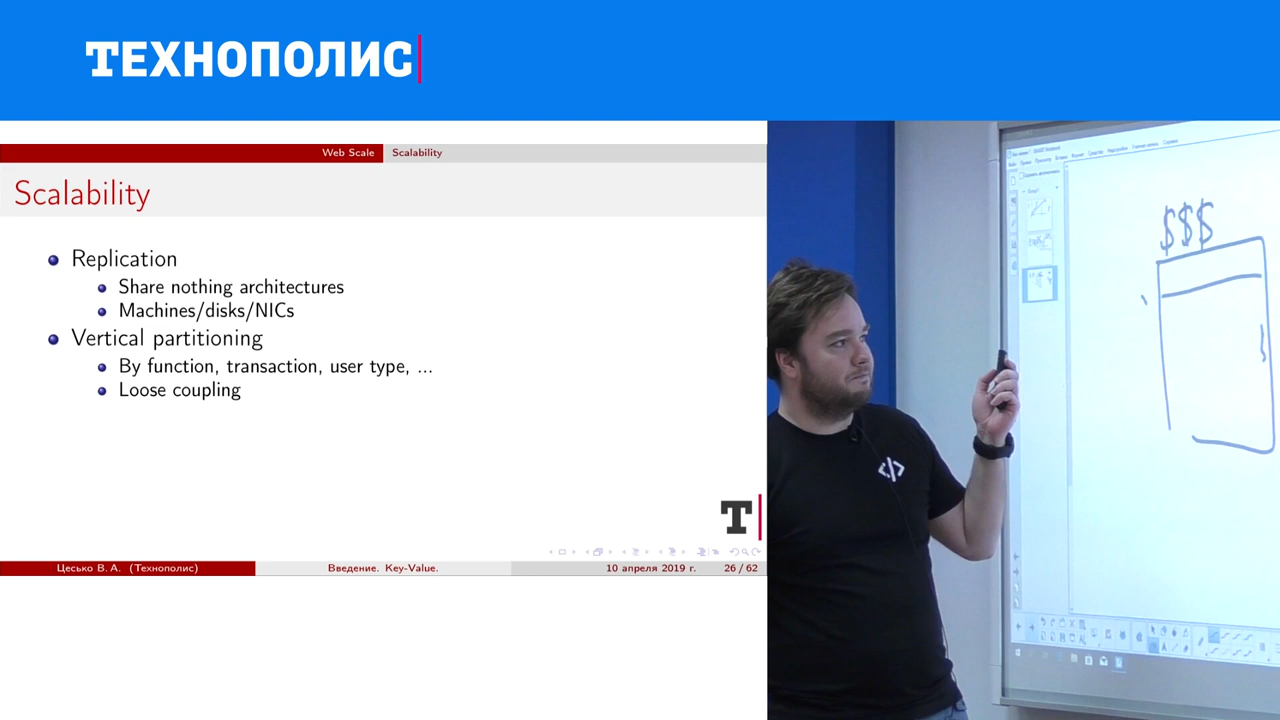 ТЕХНОПОЛИС
Web Scale Scalability
Scalability
Replication
Share nothing architectures
Machines/disks/NICs
Vertical partitioning
By function, transaction, user type, ...
Loose coupling
T
Цесько В. А. (Технополис) Введение. Key-Value. 10 апреля 2019 г. 26 / 62
</>
$$$